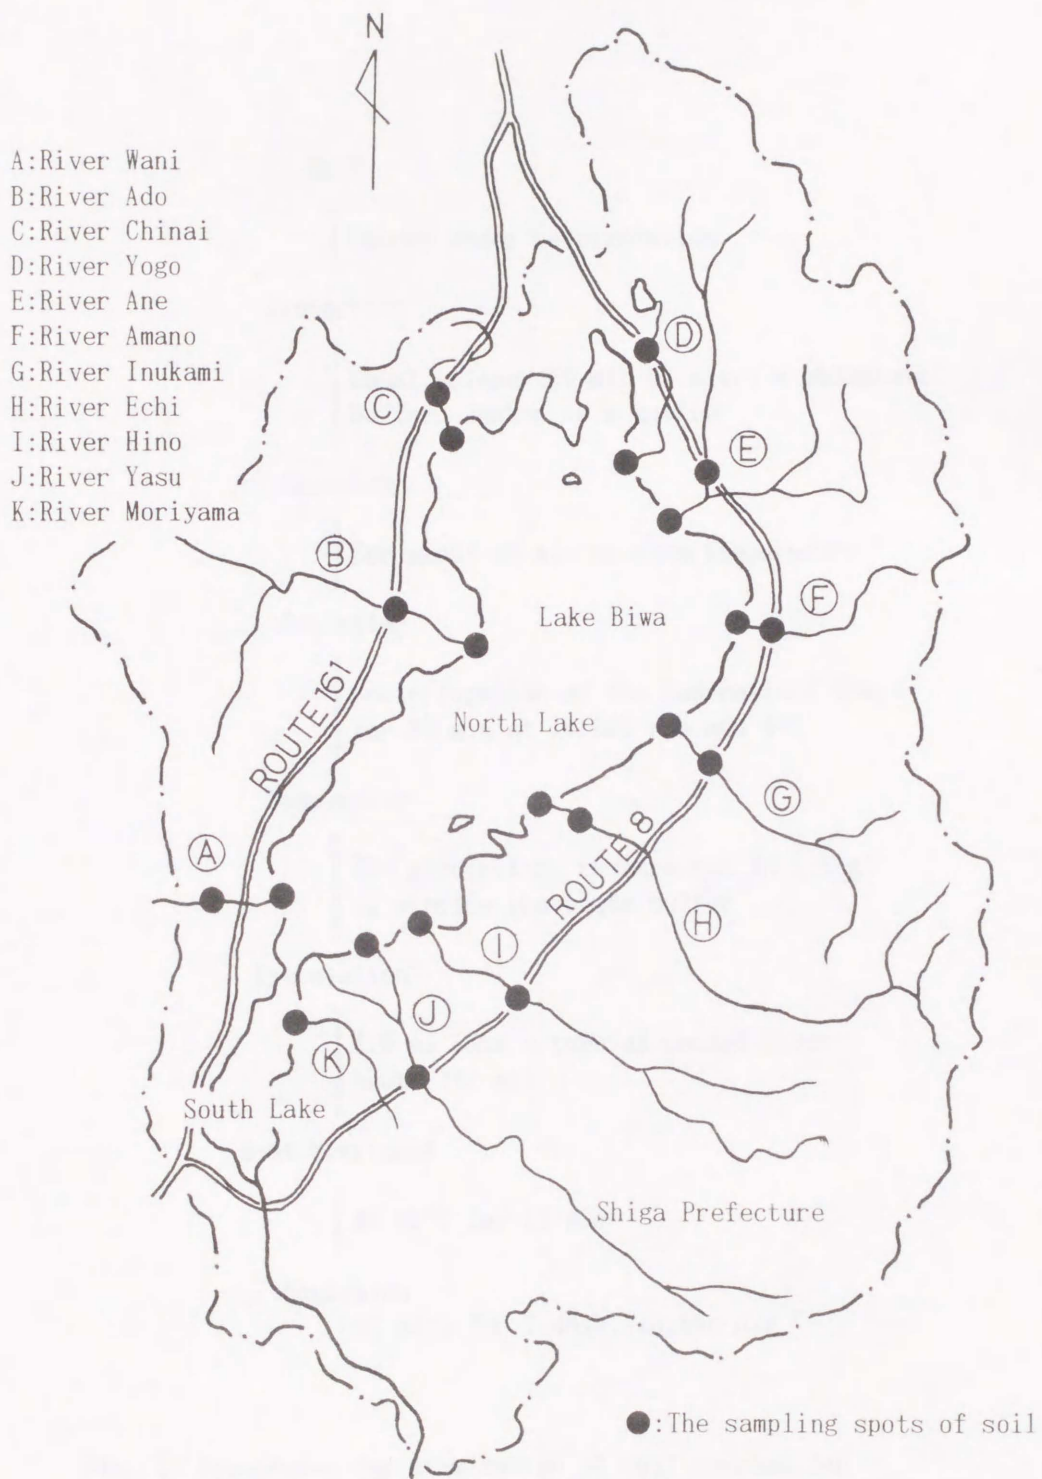 N
A:River Wani
B:River Ado
C:River Chinai
D:River Yogo
E:River Ane
F:River Amano
G:River Inukami
H:River Echi
I:River Hino
J:River Yasu
K:River Moriyama
D
C
E
B
F
Lake Biwa
ROUTE 161
North Lake
G
A
ROUTE 8
H
I
J
K
South Lake
Shiga Prefecture
●:The sampling spots of soil